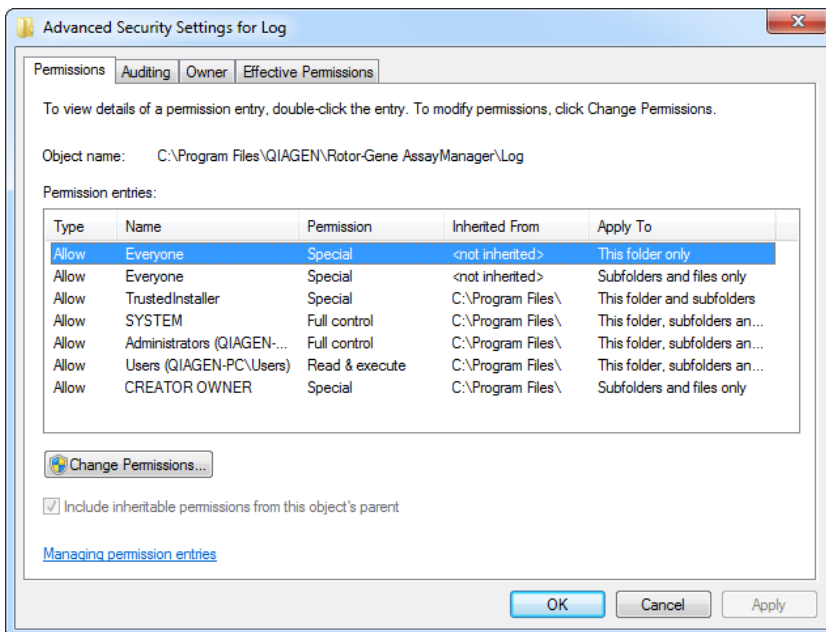 Advanced Security Settings for Log
Permissions Auditing Owner Effective Permissions
To view details of a permission entry, double-click the entry. To modify permissions, click Change Permissions.
Object name: C:\Program Files\QIAGEN\Rotor-Gene AssayManager\Log
Permission entries:
Type Name Permission Inherited From Apply To
Allow Everyone Special <not inherited> This folder only
Allow Everyone Special <not inherited> Subfolders and files only
Allow TrustedInstaller Special C:\Program Files\ This folder and subfolders
Allow SYSTEM Full control C:\Program Files\ This folder, subfolders an...
Allow Administrators (QIAGEN-... Full control C:\Program Files\ This folder, subfolders an...
Allow Users (QIAGEN-PC\Users) Read & execute C:\Program Files\ This folder, subfolders an...
Allow CREATOR OWNER Special C:\Program Files\ Subfolders and files only
Change Permissions...
Include inheritable permissions from this object's parent
Managing permission entries
OK Cancel Apply